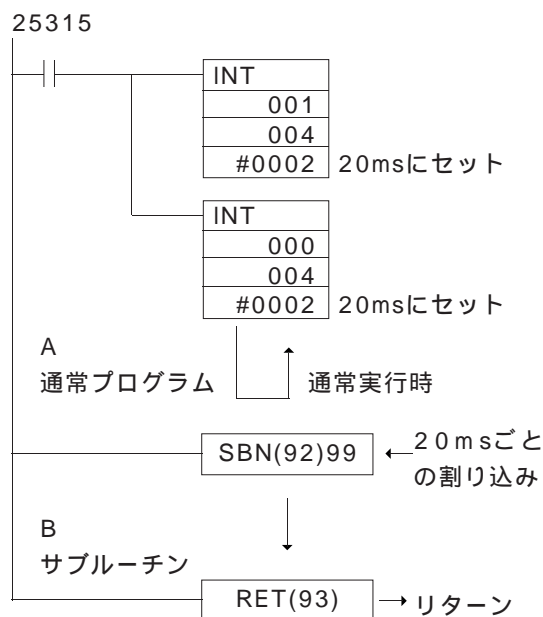 25315
INT
001
004
#0002 20msにセット
INT
000
004
#0002 20msにセット
A
通常プログラム 通常実行時
SBN(92)99
20msごと
の割り込み
B
サブルーチン
RET(93) リターン